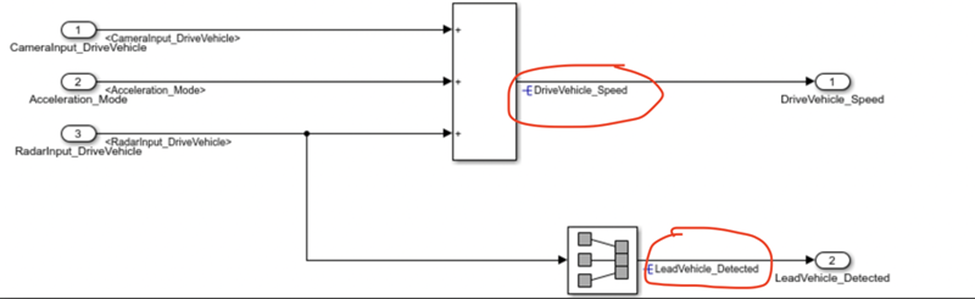 1
<CameraInput_DriveVehicle>
CameraInput_DriveVehicle
+
2
<Acceleration_Mode>
Acceleration_Mode
+
DriveVehicle_Speed
1
DriveVehicle_Speed
3
<RadarInput_DriveVehicle>
RadarInput_DriveVehicle
+
LeadVehicle_Detected
2
LeadVehicle_Detected